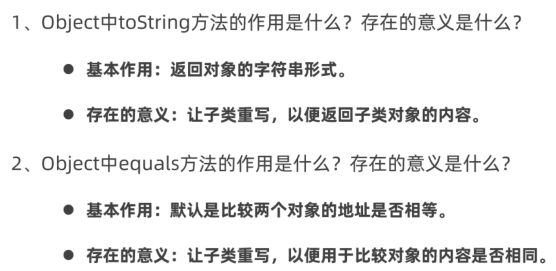 1、Object中toString方法的作用是什么？存在的意义是什么？
● 基本作用：返回对象的字符串形式。
● 存在的意义：让子类重写，以便返回子类对象的内容。
2、Object中equals方法的作用是什么？存在的意义是什么？
● 基本作用：默认是比较两个对象的地址是否相等。
● 存在的意义：让子类重写，以便用于比较对象的内容是否相同。